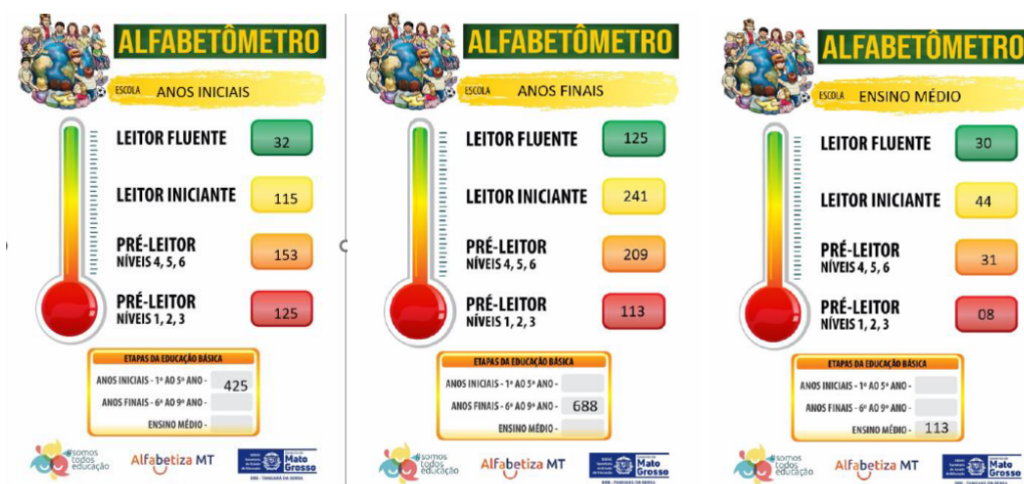 ALFABETÔMETRO
ESCOLA ANOS INICIAIS
LEITOR FLUENTE 32
LEITOR INICIANTE 115
PRÉ-LEITOR
NÍVEIS 4, 5, 6
153
PRÉ-LEITOR
NÍVEIS 1, 2, 3
125
ETAPAS DA EDUCAÇÃO BÁSICA
ANOS INICIAIS - 1º AO 5º ANO - 425
ANOS FINAIS - 6º AO 9º ANO -
ENSINO MÉDIO -
#somos
todos
educação
Alfabetiza MT
Mato
Grosso
ALFABETÔMETRO
ESCOLA ANOS FINAIS
LEITOR FLUENTE 125
LEITOR INICIANTE 241
PRÉ-LEITOR
NÍVEIS 4, 5, 6
209
PRÉ-LEITOR
NÍVEIS 1, 2, 3
113
ETAPAS DA EDUCAÇÃO BÁSICA
ANOS INICIAIS - 1º AO 5º ANO -
ANOS FINAIS - 6º AO 9º ANO - 688
ENSINO MÉDIO -
#somos
todos
educação
Alfabetiza MT
Mato
Grosso
ALFABETÔMETRO
ESCOLA ENSINO MÉDIO
LEITOR FLUENTE 30
LEITOR INICIANTE 44
PRÉ-LEITOR
NÍVEIS 4, 5, 6
31
PRÉ-LEITOR
NÍVEIS 1, 2, 3
08
ETAPAS DA EDUCAÇÃO BÁSICA
ANOS INICIAIS - 1º AO 5º ANO -
ANOS FINAIS - 6º AO 9º ANO -
ENSINO MÉDIO - 113
#somos
todos
educação
Alfabetiza MT
Mato
Grosso